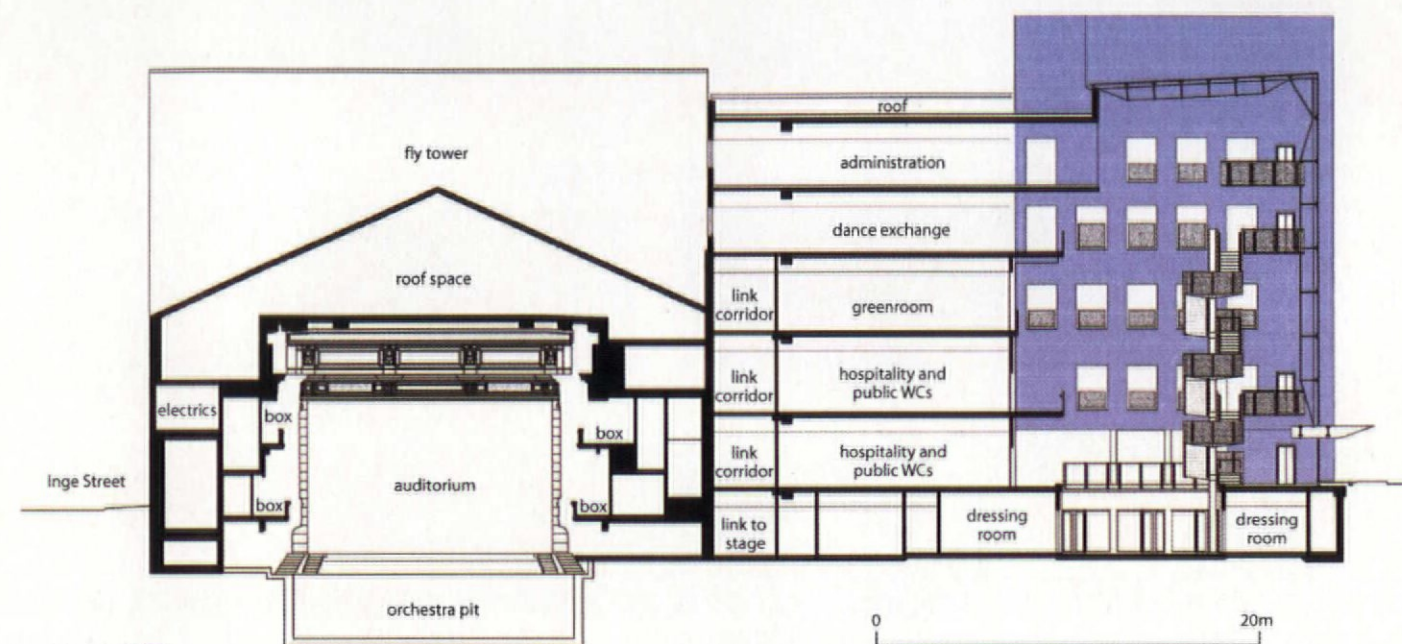 roof
fly tower
administration
dance exchange
roof space
link
corridor
greenroom
link
corridor
hospitality and
public WCs
electrics
box
box
link
corridor
hospitality and
public WCs
Inge Street
auditorium
box
box
link to
stage
dressing
room
dressing
room
orchestra pit
0
20m